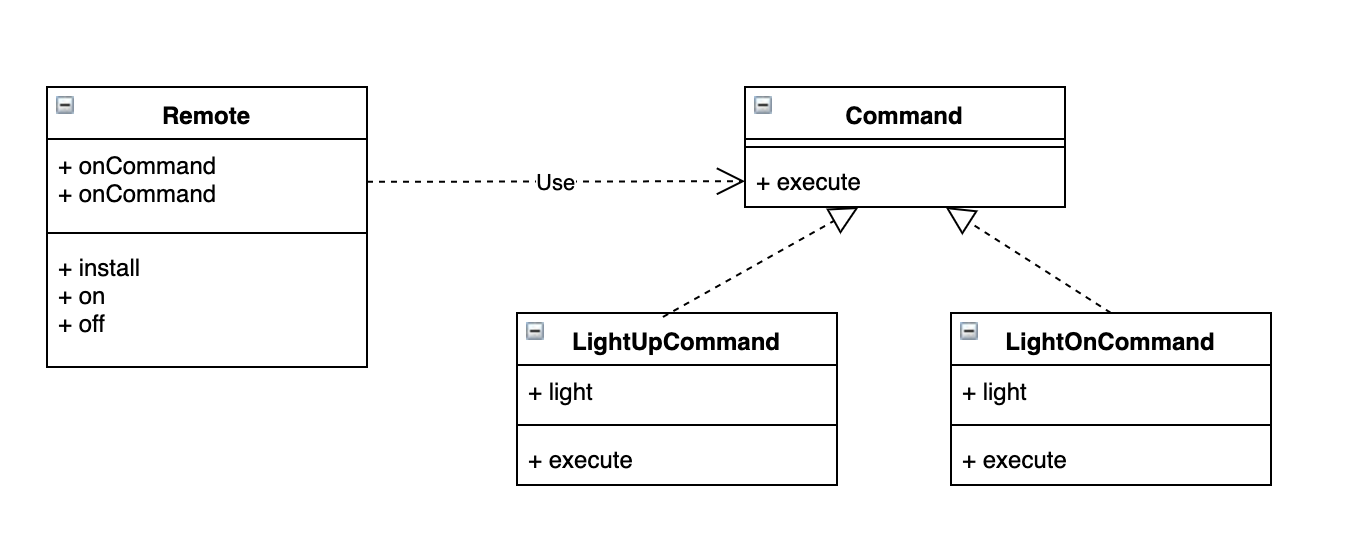 Remote
+ onCommand
+ onCommand
+ install
+ on
+ off
Use
Command
+ execute
LightUpCommand
+ light
+ execute
LightOnCommand
+ light
+ execute